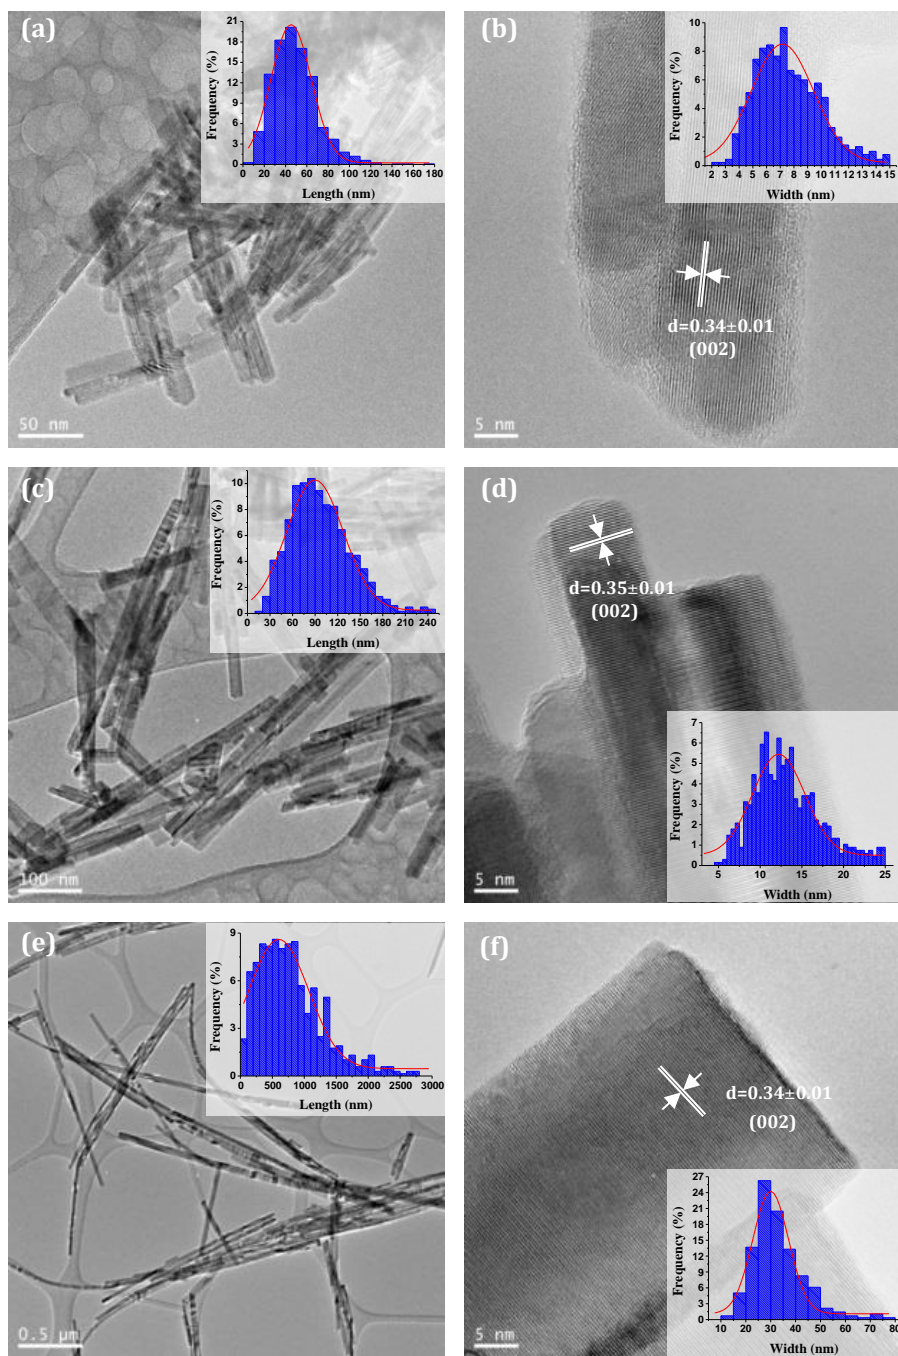 (a)
21
18
15
12
9
6
3
0
Frequency (%)
0 20 40 60 80 100 120 140 160 180
Length (nm)
50 nm
(b)
10
8
6
4
2
0
Frequency (%)
2 3 4 5 6 7 8 9 10 11 12 13 14 15
Width (nm)
d=0.34±0.01
(002)
5 nm
(c)
10
8
6
4
2
0
Frequency (%)
0 30 60 90 120 150 180 210 240
Length (nm)
100 nm
(d)
d=0.35±0.01
(002)
7
6
5
4
3
2
1
0
Frequency (%)
5 10 15 20 25
Width (nm)
5 nm
(e)
9
6
3
0
Frequency (%)
0 500 1000 1500 2000 2500 3000
Length (nm)
0.5 µm
(f)
d=0.34±0.01
(002)
27
24
21
18
15
12
9
6
3
0
Frequency (%)
10 20 30 40 50 60 70 80
Width (nm)
5 nm